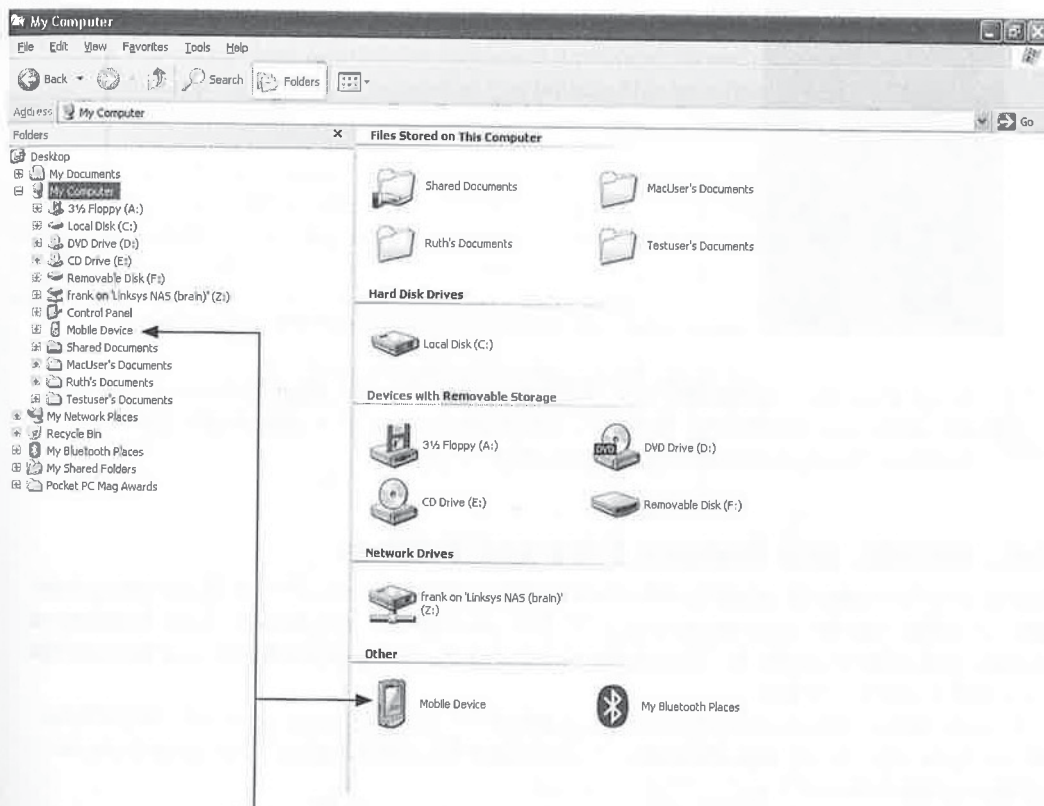 My Computer
File Edit View Favorites Tools Help
Back Search Folders
Address My Computer Go
Folders
Desktop
My Documents
My Computer
3½ Floppy (A:)
Local Disk (C:)
DVD Drive (D:)
CD Drive (E:)
Removable Disk (F:)
frank on 'Linksys NAS (brain)' (Z:)
Control Panel
Mobile Device
Shared Documents
MacUser's Documents
Ruth's Documents
Testuser's Documents
My Network Places
Recycle Bin
My Bluetooth Places
My Shared Folders
Pocket PC Mag Awards
Files Stored on This Computer
Shared Documents
MacUser's Documents
Ruth's Documents
Testuser's Documents
Hard Disk Drives
Local Disk (C:)
Devices with Removable Storage
3½ Floppy (A:)
DVD
DVD Drive (D:)
CD Drive (E:)
Removable Disk (F:)
Network Drives
frank on 'Linksys NAS (brain)'
(Z:)
Other
Mobile Device
My Bluetooth Places